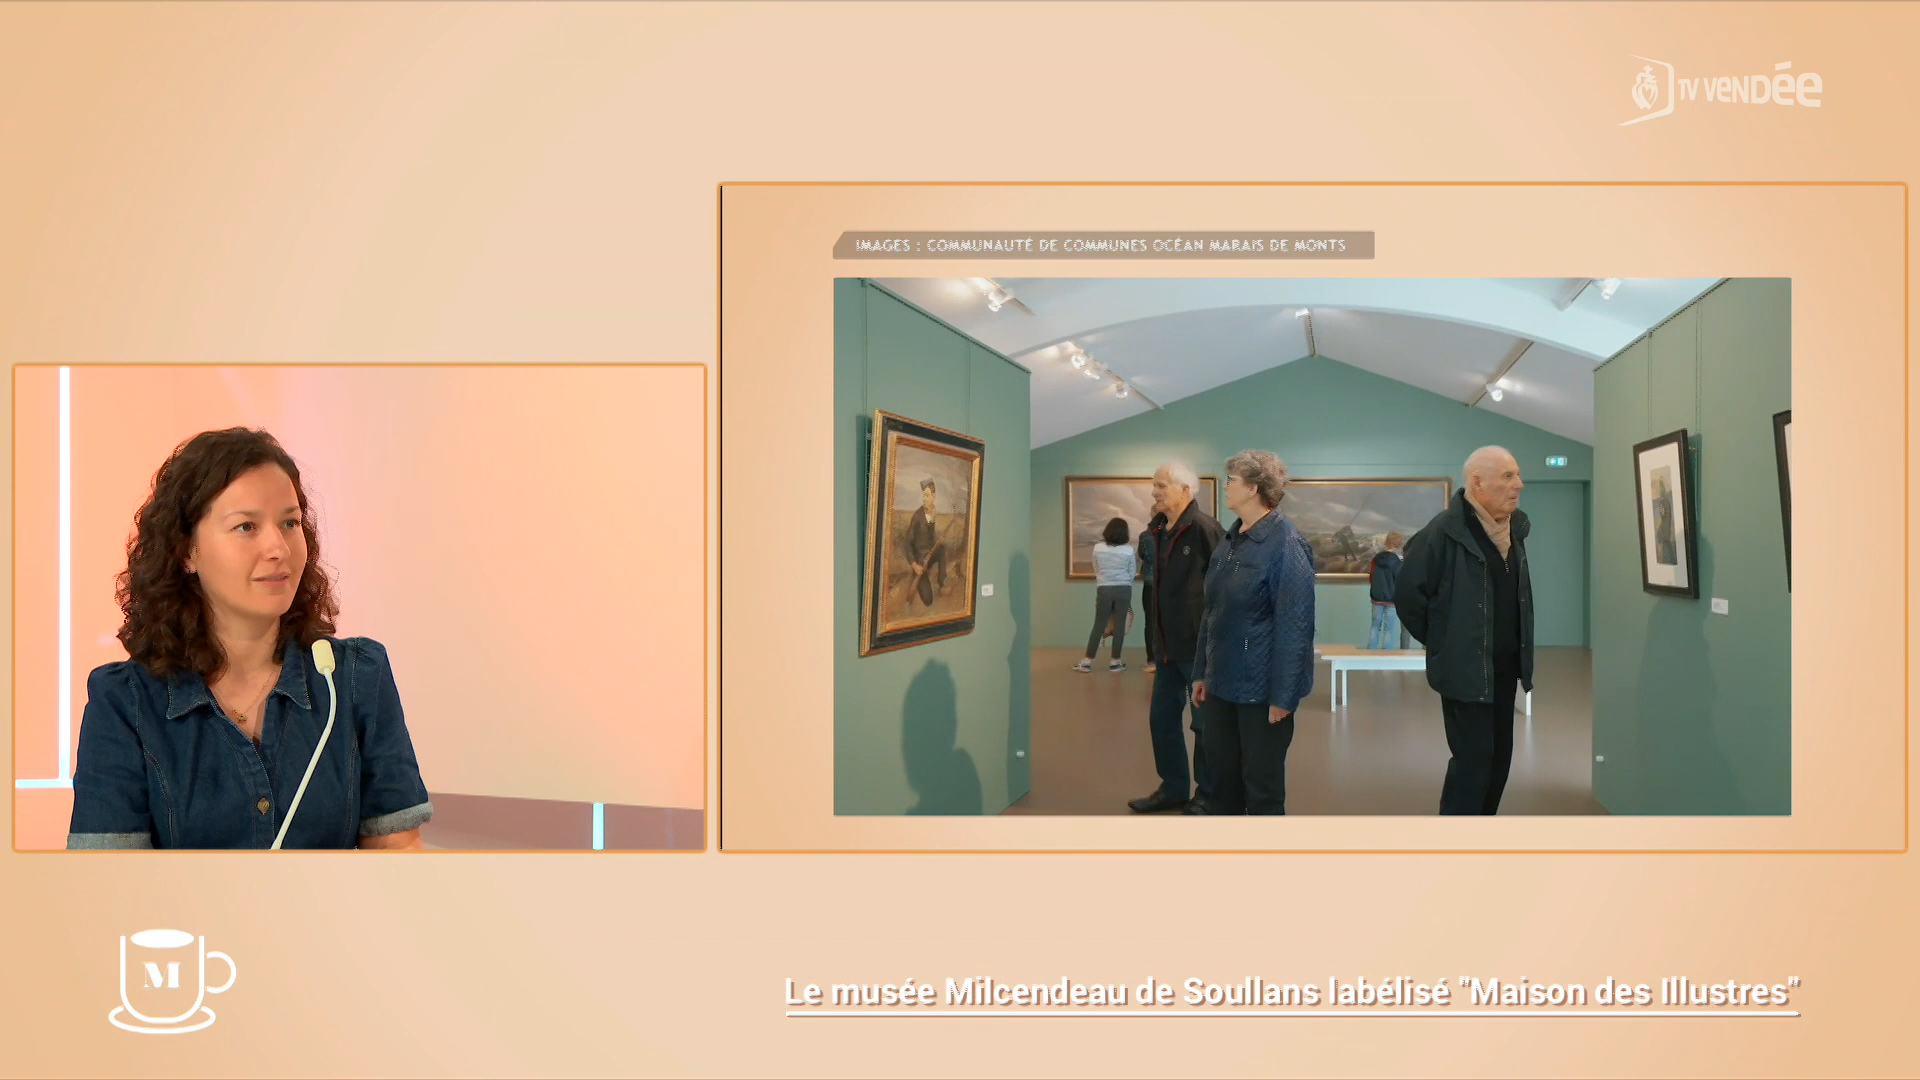 TV VENDÉE
IMAGES : COMMUNAUTÉ DE COMMUNES OCÉAN MARAIS DE MONTS
M
Le musée Milcendeau de Soullans labélisé "Maison des Illustres"